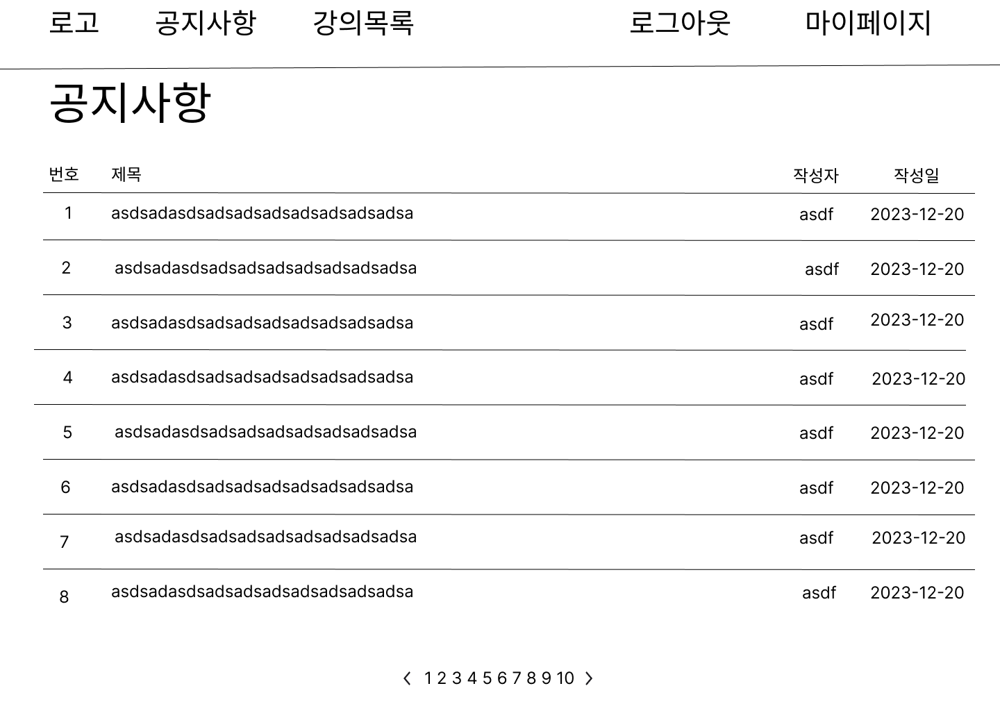 로고 공지사항 강의목록 로그아웃 마이페이지
공지사항
번호 제목 작성자 작성일
1 asdsadasdsadsadsadsadsadsadsadsa asdf 2023-12-20
2 asdsadasdsadsadsadsadsadsadsadsa asdf 2023-12-20
3 asdsadasdsadsadsadsadsadsadsadsa asdf 2023-12-20
4 asdsadasdsadsadsadsadsadsadsadsa asdf 2023-12-20
5 asdsadasdsadsadsadsadsadsadsadsa asdf 2023-12-20
6 asdsadasdsadsadsadsadsadsadsadsa asdf 2023-12-20
7 asdsadasdsadsadsadsadsadsadsadsa asdf 2023-12-20
8 asdsadasdsadsadsadsadsadsadsadsa asdf 2023-12-20
< 1 2 3 4 5 6 7 8 9 10 >